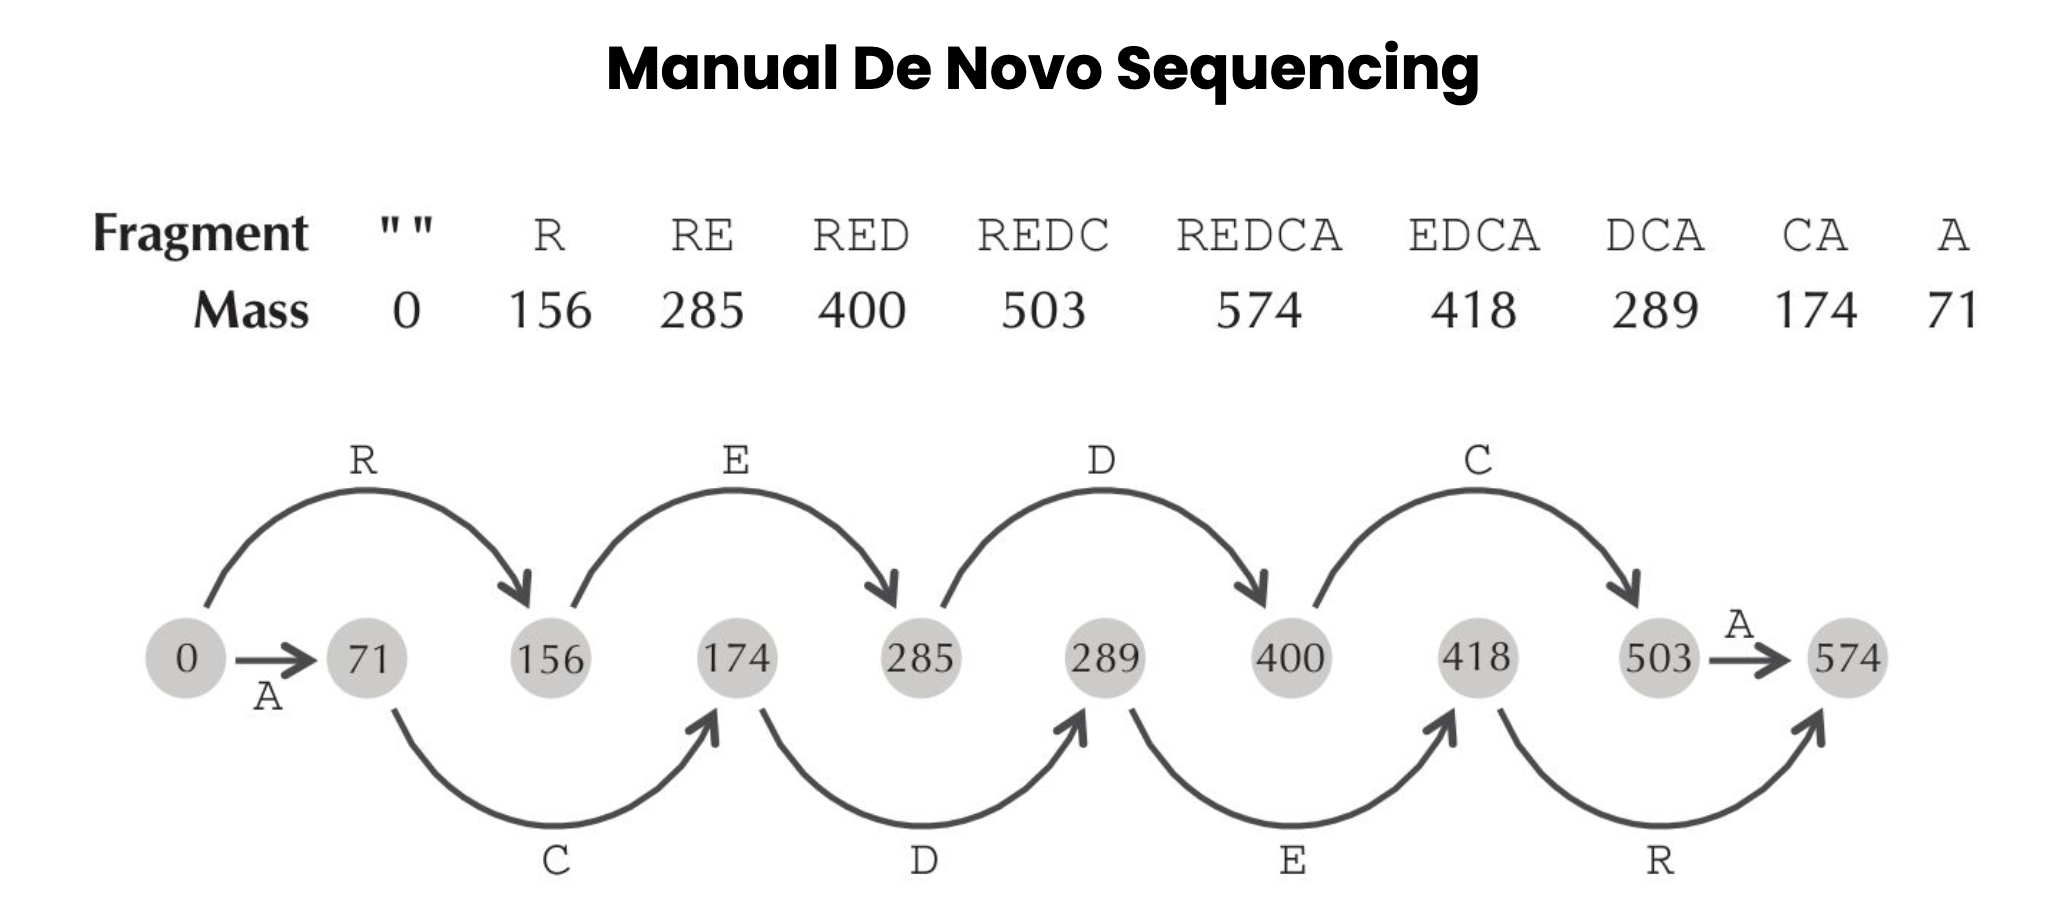 Manual De Novo Sequencing
Fragment "" R RE RED REDC REDCA EDCA DCA CA A
Mass 0 156 285 400 503 574 418 289 174 71
R E D C
0 A 71 156 174 285 289 400 418 503 A 574
C D E R